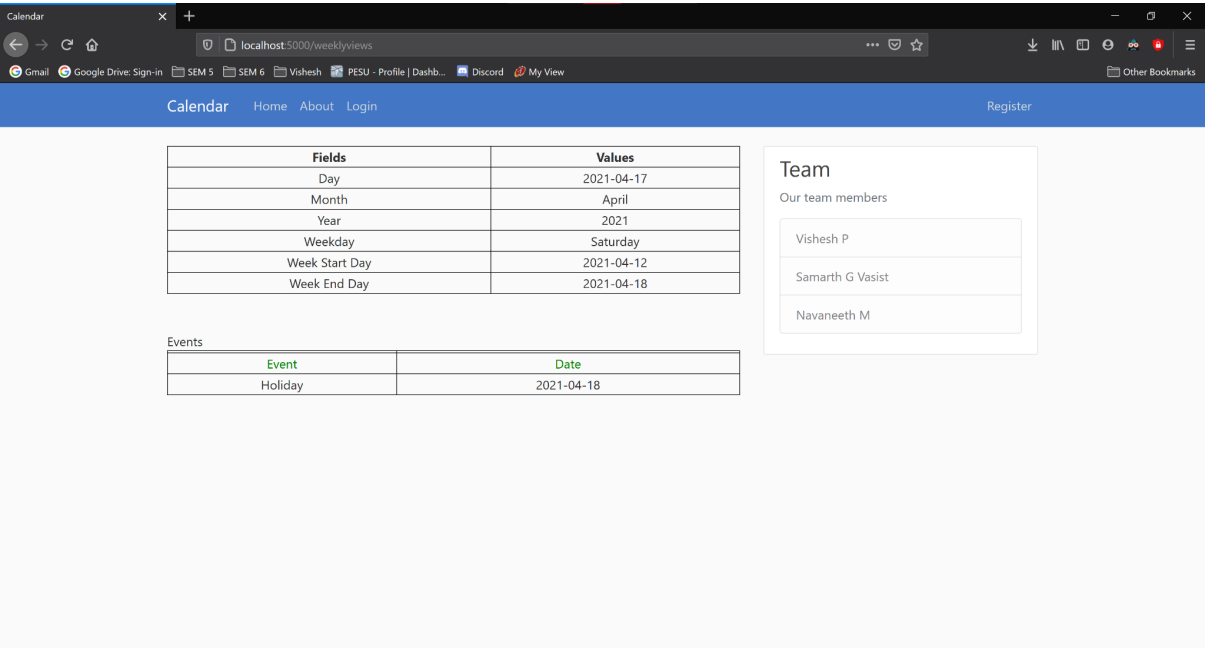 Calendar
localhost:5000/weeklyviews
Gmail Google Drive: Sign-in SEM 5 SEM 6 Vishesh PESU - Profile | Dashb... Discord My View Other Bookmarks
Calendar Home About Login Register
Fields Values
Day 2021-04-17
Month April
Year 2021
Weekday Saturday
Week Start Day 2021-04-12
Week End Day 2021-04-18
Events
Event Date
Holiday 2021-04-18
Team
Our team members
Vishesh P
Samarth G Vasist
Navaneeth M